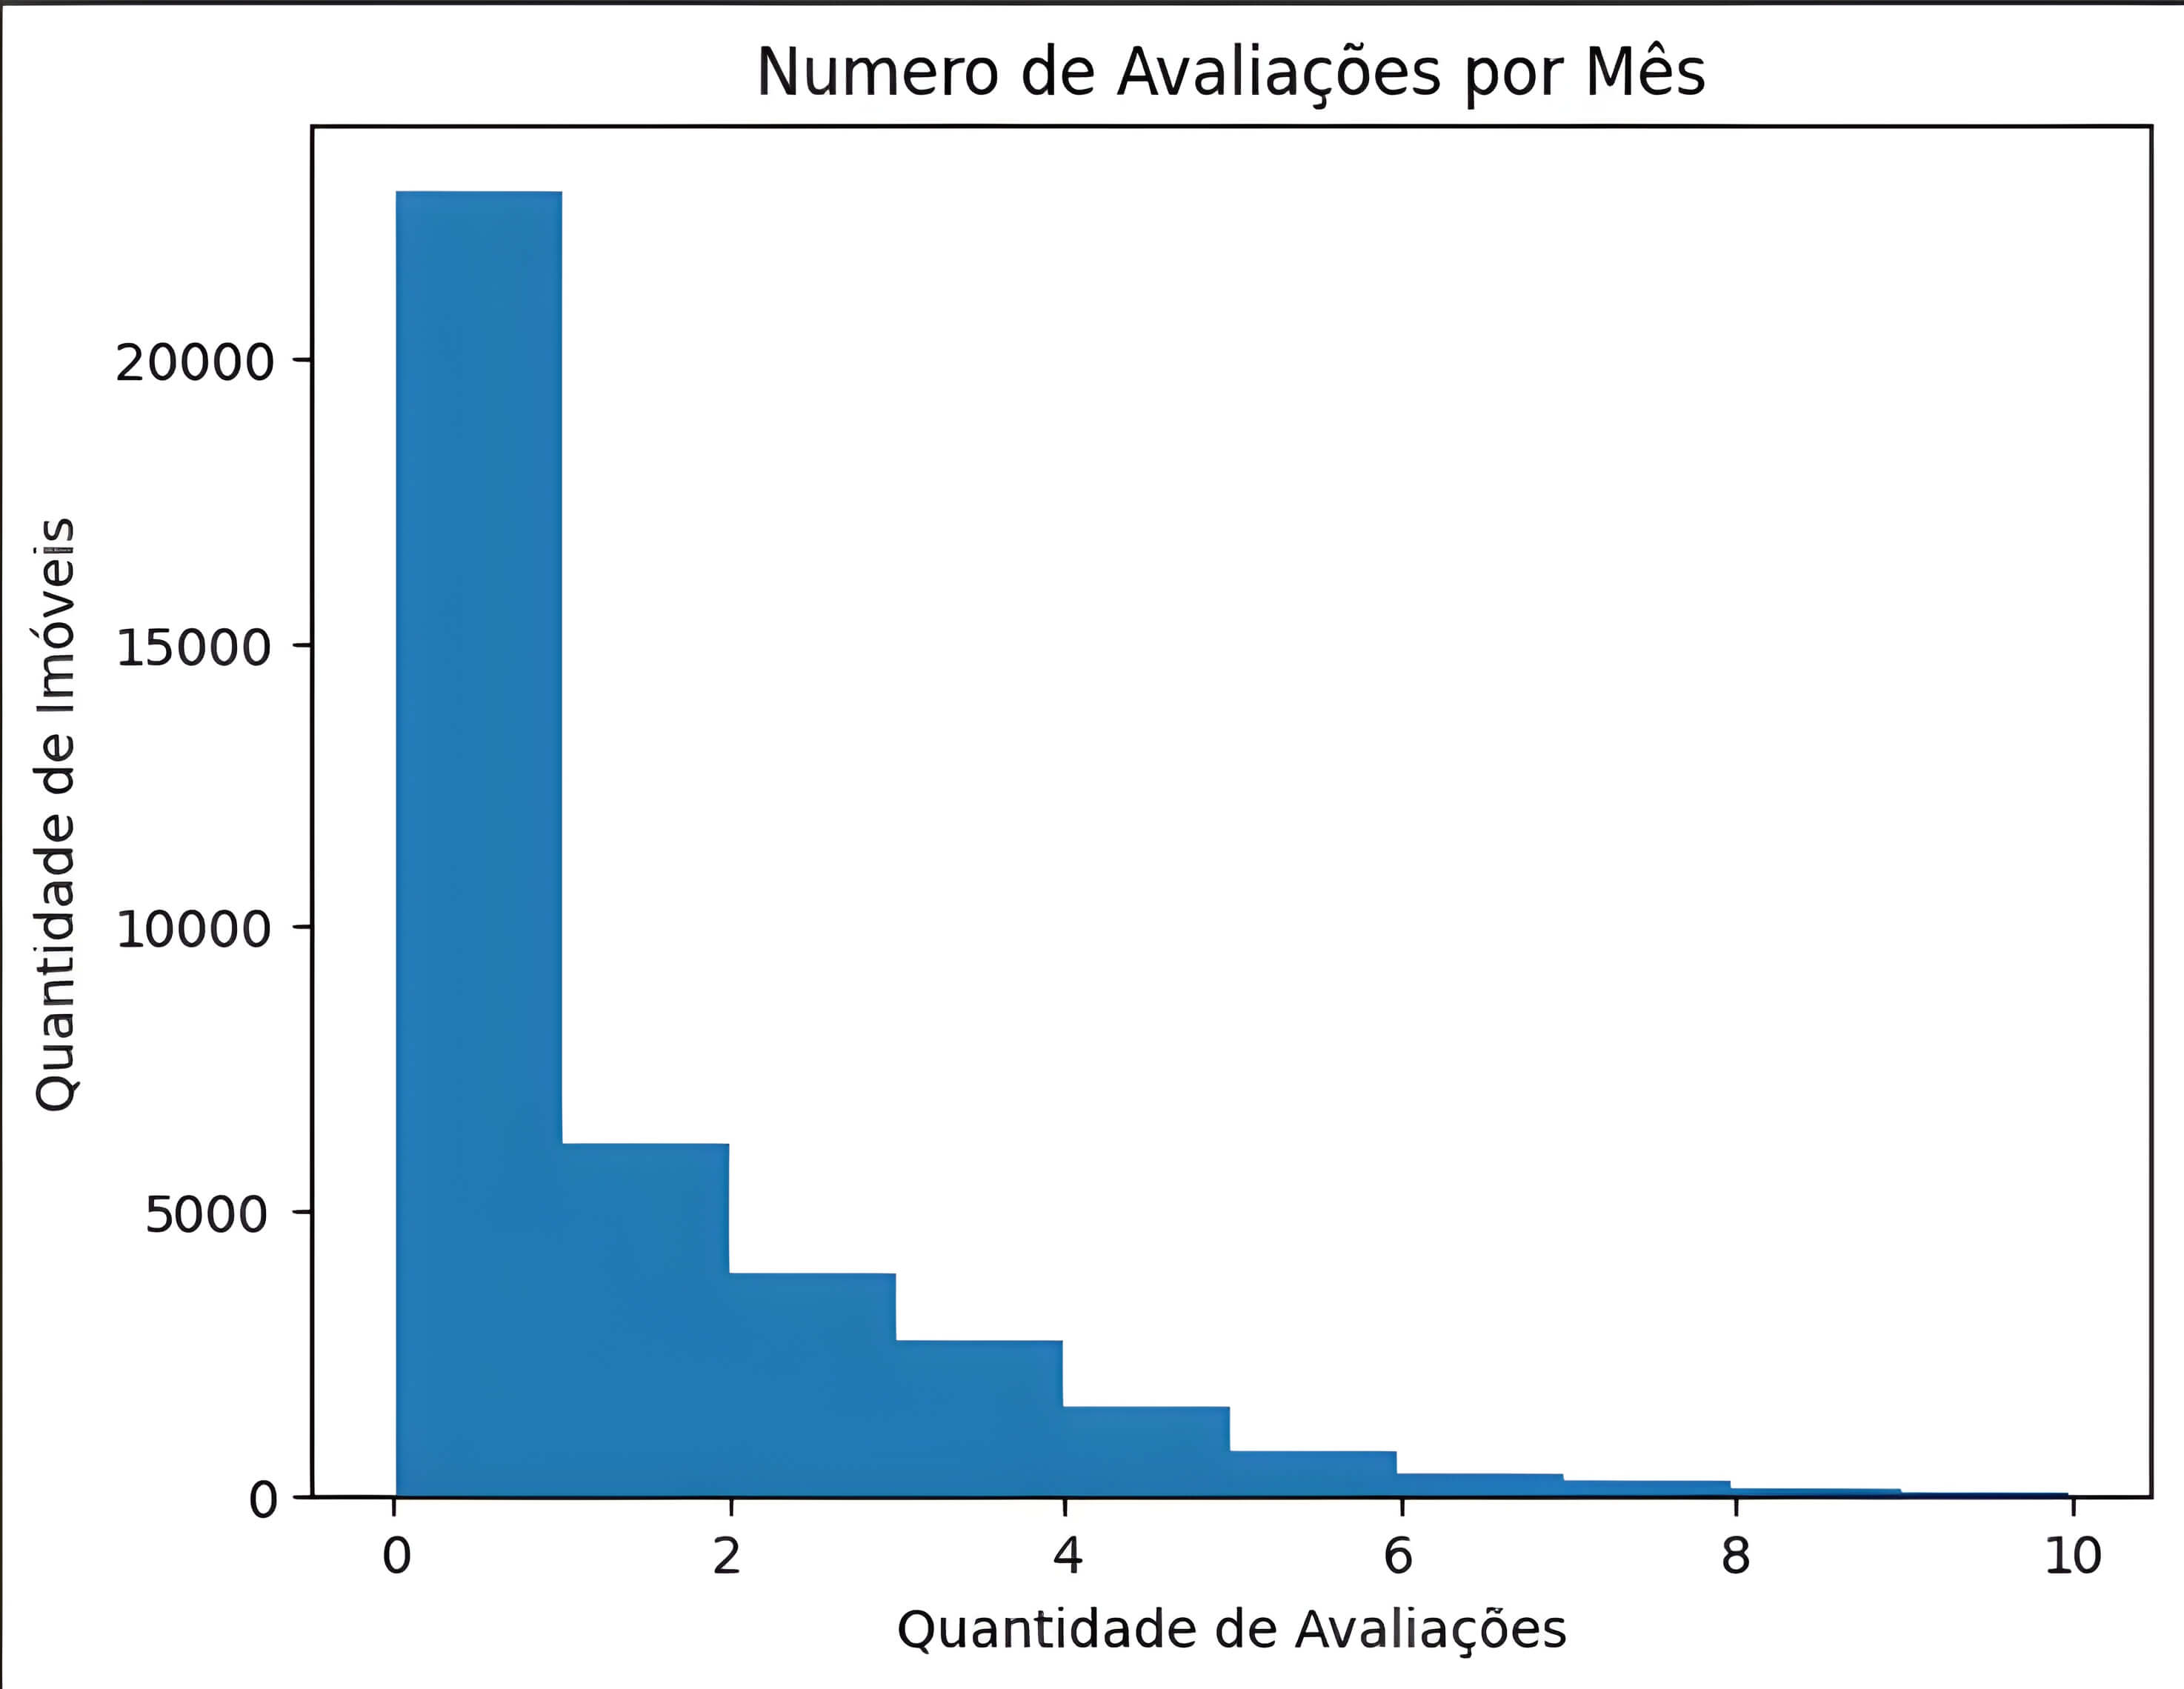 Numero de Avaliações por Mês
Quantidade de Imóveis
20000
15000
10000
5000
0
0 2 4 6 8 10
Quantidade de Avaliações